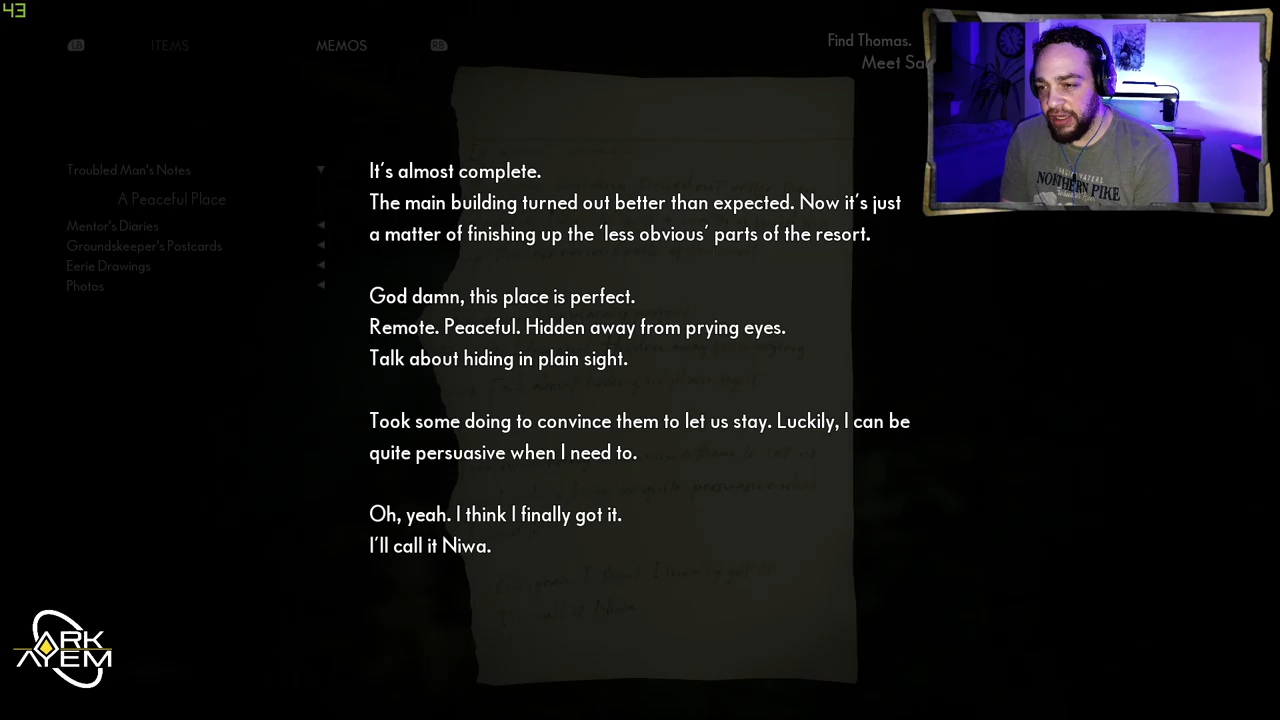 43
LB ITEMS MEMOS RB
Find Thomas.
Meet Sa
Troubled Man's Notes
A Peaceful Place
Mentor's Diaries
Groundskeeper's Postcards
Eerie Drawings
Photos
It's almost complete.
The main building turned out better than expected. Now it's just
a matter of finishing up the 'less obvious' parts of the resort.
God damn, this place is perfect.
Remote. Peaceful. Hidden away from prying eyes.
Talk about hiding in plain sight.
Took some doing to convince them to let us stay. Luckily, I can be
quite persuasive when I need to.
Oh, yeah. I think I finally got it.
I'll call it Niwa.
NORTHERN PIKE
ARK
AYEM